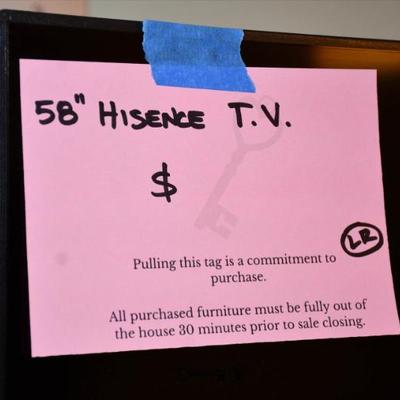 58" HISENCE T.V.
$
LR
Pulling this tag is a commitment to
purchase.
All purchased furniture must be fully out of
the house 30 minutes prior to sale closing.